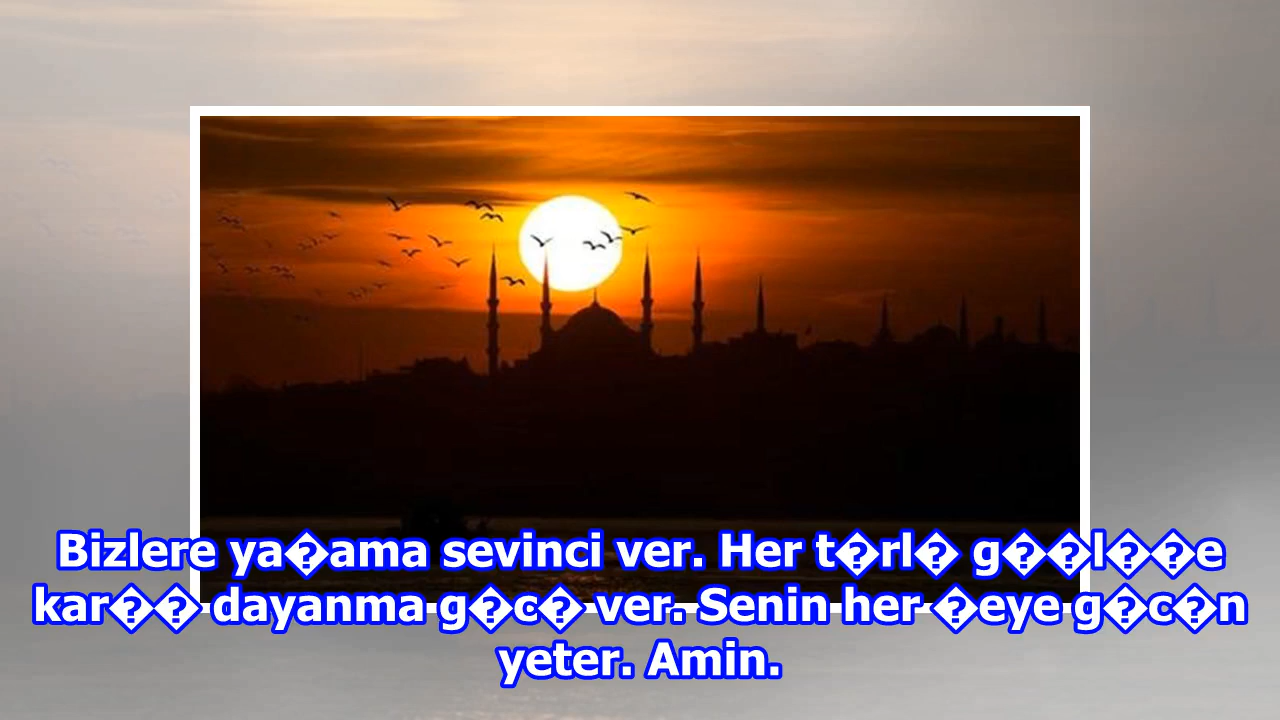 Bizlere ya�ama sevinci ver. Her t�rl� g��l��e
kar�� dayanma g�c� ver. Senin her �eye g�c�n
yeter. Amin.